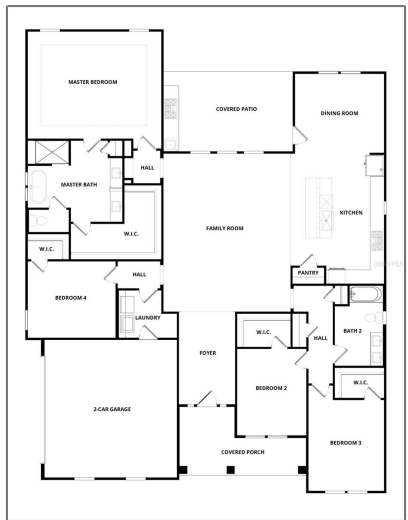 MASTER BEDROOM
COVERED PATIO
DINING ROOM
HALL
MASTER BATH
W.I.C.
FAMILY ROOM
KITCHEN
W.I.C.
PANTRY
HALL
BEDROOM 4
LAUNDRY
W.I.C.
HALL
BATH 2
FOYER
W.I.C.
BEDROOM 2
2-CAR GARAGE
BEDROOM 3
COVERED PORCH